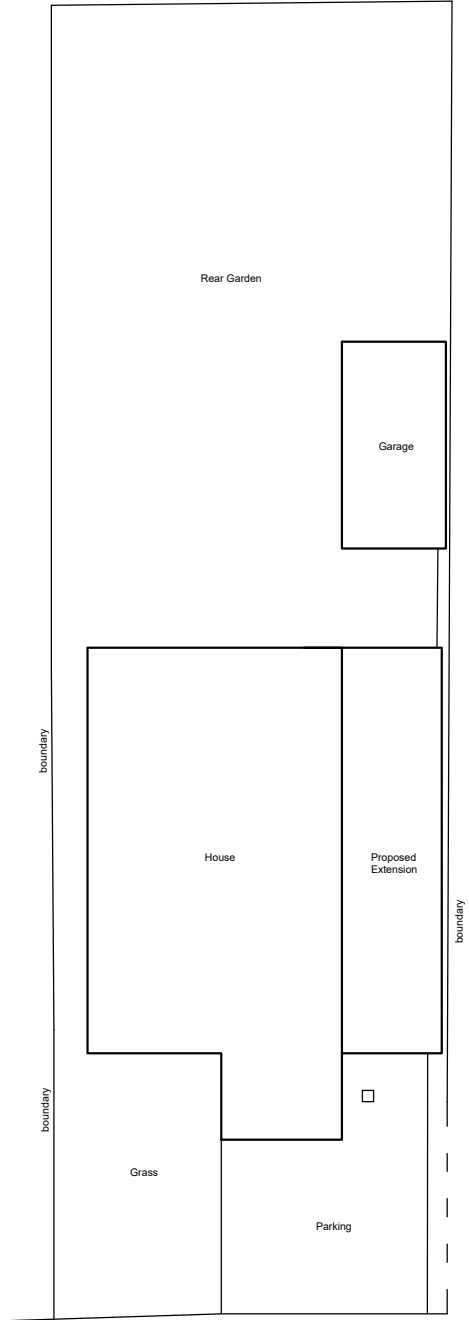 Rear Garden
Garage
boundary
House
Proposed
Extension
boundary
boundary
Grass
Parking